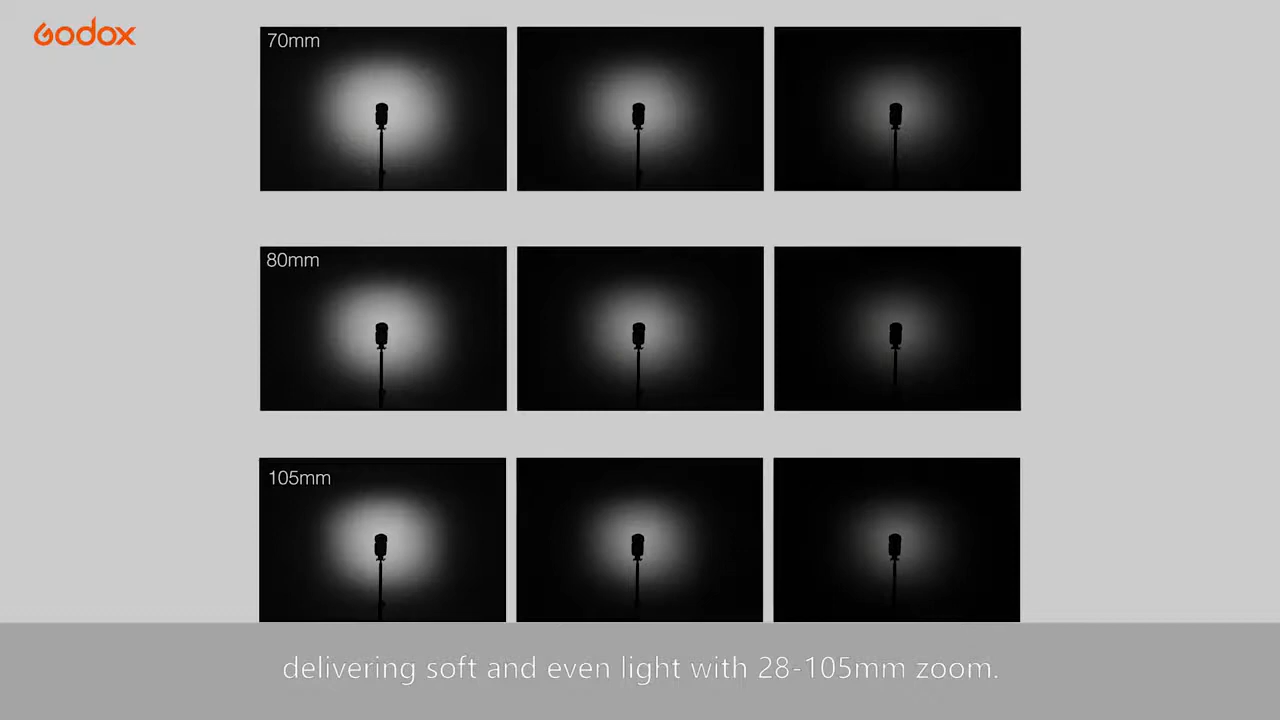 Godox
70mm
80mm
105mm
delivering soft and even light with 28-105mm zoom.